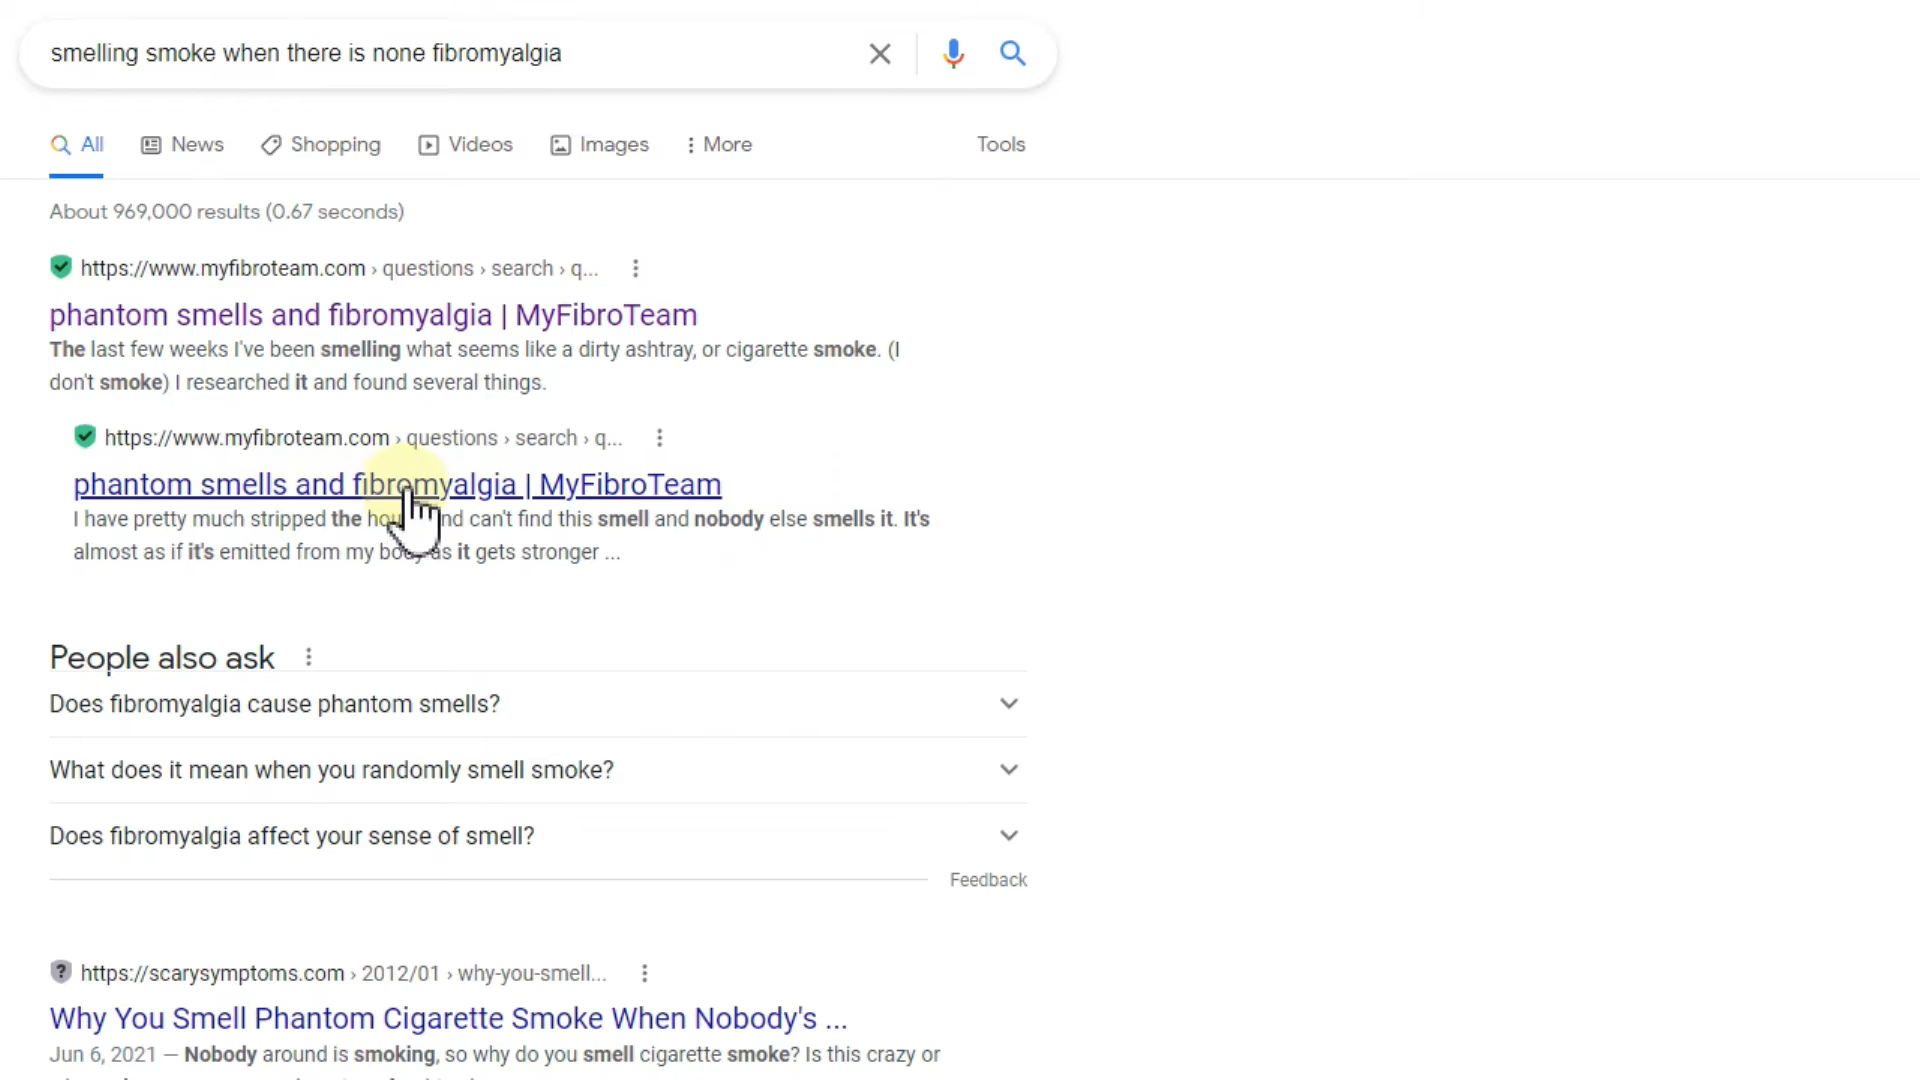 smelling smoke when there is none fibromyalgia
All News Shopping Videos Images More Tools
About 969,000 results (0.67 seconds)
https://www.myfibroteam.com › questions › search › q...
phantom smells and fibromyalgia | MyFibroTeam
The last few weeks I've been smelling what seems like a dirty ashtray, or cigarette smoke. (I
don't smoke) I researched it and found several things.
https://www.myfibroteam.com › questions › search › q...
phantom smells and fibromyalgia | MyFibroTeam
I have pretty much stripped the and can't find this smell and nobody else smells it. It's
almost as if it's emitted from my body as it gets stronger ...
People also ask
Does fibromyalgia cause phantom smells?
What does it mean when you randomly smell smoke?
Does fibromyalgia affect your sense of smell?
Feedback
https://scarysymptoms.com › 2012/01 › why-you-smell...
Why You Smell Phantom Cigarette Smoke When Nobody's ...
Jun 6, 2021 — Nobody around is smoking, so why do you smell cigarette smoke? Is this crazy or